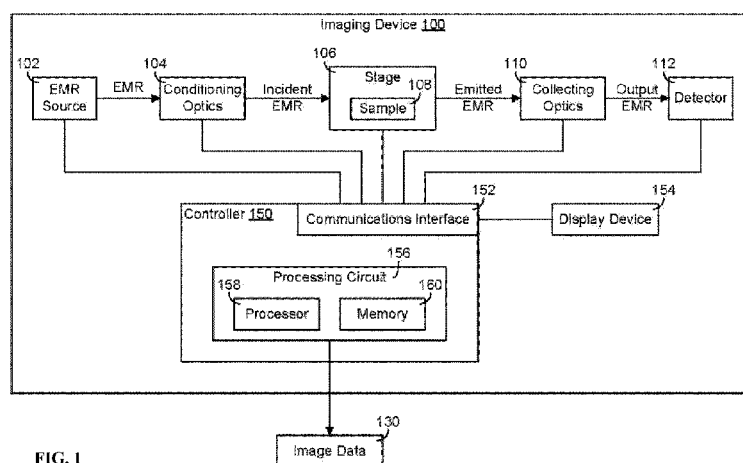 Imaging Device 100
102
104
106
110
112
EMR
Source
EMR
Conditioning
Optics
Incident
EMR
Stage
108
Sample
Emitted
EMR
Collecting
Optics
Output
EMR
Detector
152
154
Controller 150
Communications Interface
Display Device
156
Processing Circuit
158
160
Processor
Memory
130
Image Data
FIG. 1